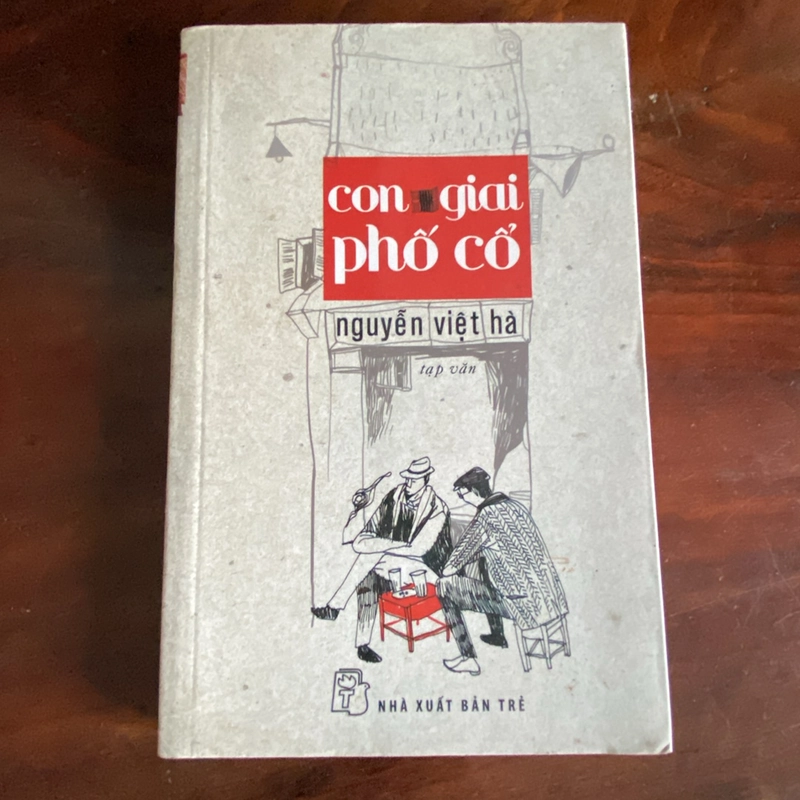 con giai
phố cổ
nguyễn việt hà
tạp văn
NHÀ XUẤT BẢN TRẺ